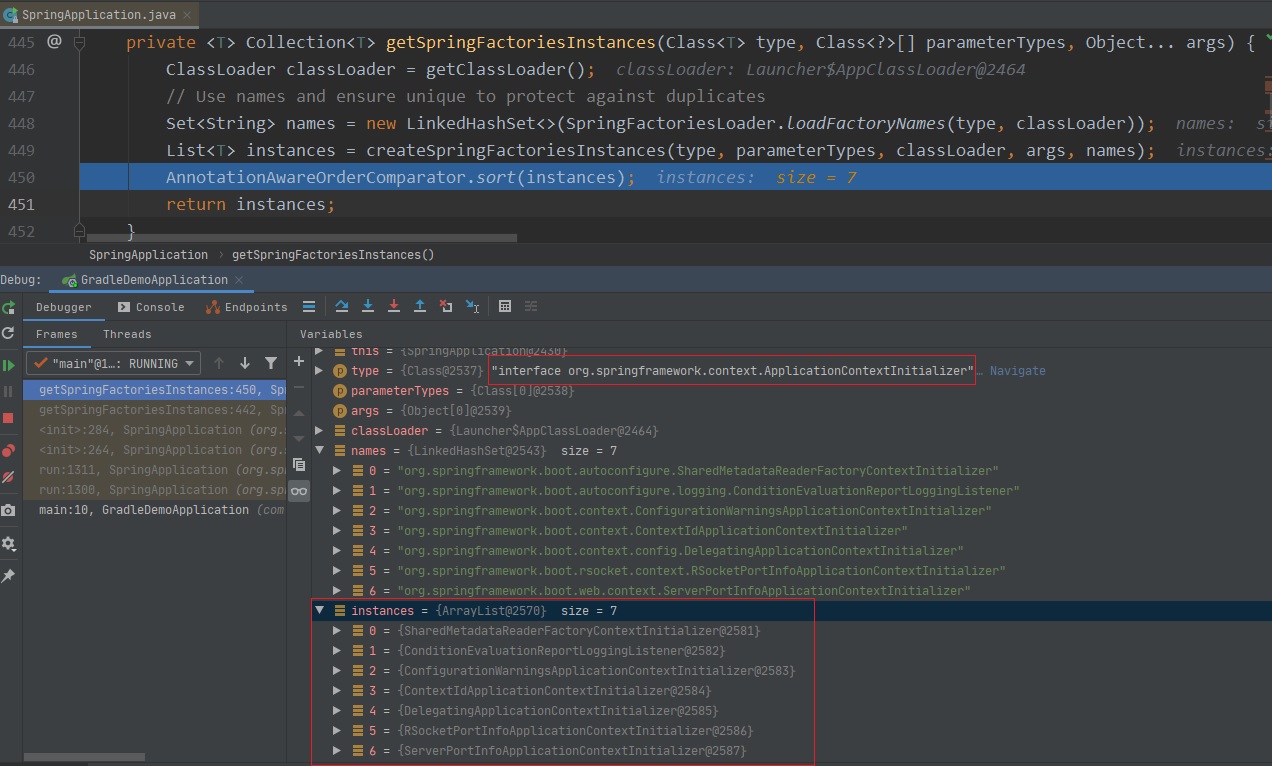 SpringApplication.java
445 @ private <T> Collection<T> getSpringFactoriesInstances(Class<T> type, Class<?>[] parameterTypes, Object... args) {
446 ClassLoader classLoader = getClassLoader(); classLoader: Launcher$AppClassLoader@2464
447 // Use names and ensure unique to protect against duplicates
448 Set<String> names = new LinkedHashSet<>(SpringFactoriesLoader.loadFactoryNames(type, classLoader)); names: si
449 List<T> instances = createSpringFactoriesInstances(type, parameterTypes, classLoader, args, names); instances:
450 AnnotationAwareOrderComparator.sort(instances); instances: size = 7
451 return instances;
452 }
SpringApplication › getSpringFactoriesInstances()
Debug: GradleDemoApplication
Debugger Console Endpoints
Frames Threads Variables
"main"@1...: RUNNING
getSpringFactoriesInstances:450, Spr
getSpringFactoriesInstances:442, Spr
<init>:284, SpringApplication (org.s
<init>:264, SpringApplication (org.s
run:1311, SpringApplication (org.sp
run:1300, SpringApplication (org.sp
main:10, GradleDemoApplication (com
this = {SpringApplication@2430}
type = {Class@2537} "interface org.springframework.context.ApplicationContextInitializer"… Navigate
parameterTypes = {Class[0]@2538}
args = {Object[0]@2539}
classLoader = {Launcher$AppClassLoader@2464}
names = {LinkedHashSet@2543} size = 7
0 = "org.springframework.boot.autoconfigure.SharedMetadataReaderFactoryContextInitializer"
1 = "org.springframework.boot.autoconfigure.logging.ConditionEvaluationReportLoggingListener"
2 = "org.springframework.boot.context.ConfigurationWarningsApplicationContextInitializer"
3 = "org.springframework.boot.context.ContextIdApplicationContextInitializer"
4 = "org.springframework.boot.context.config.DelegatingApplicationContextInitializer"
5 = "org.springframework.boot.rsocket.context.RSocketPortInfoApplicationContextInitializer"
6 = "org.springframework.boot.web.context.ServerPortInfoApplicationContextInitializer"
instances = {ArrayList@2570} size = 7
0 = {SharedMetadataReaderFactoryContextInitializer@2581}
1 = {ConditionEvaluationReportLoggingListener@2582}
2 = {ConfigurationWarningsApplicationContextInitializer@2583}
3 = {ContextIdApplicationContextInitializer@2584}
4 = {DelegatingApplicationContextInitializer@2585}
5 = {RSocketPortInfoApplicationContextInitializer@2586}
6 = {ServerPortInfoApplicationContextInitializer@2587}